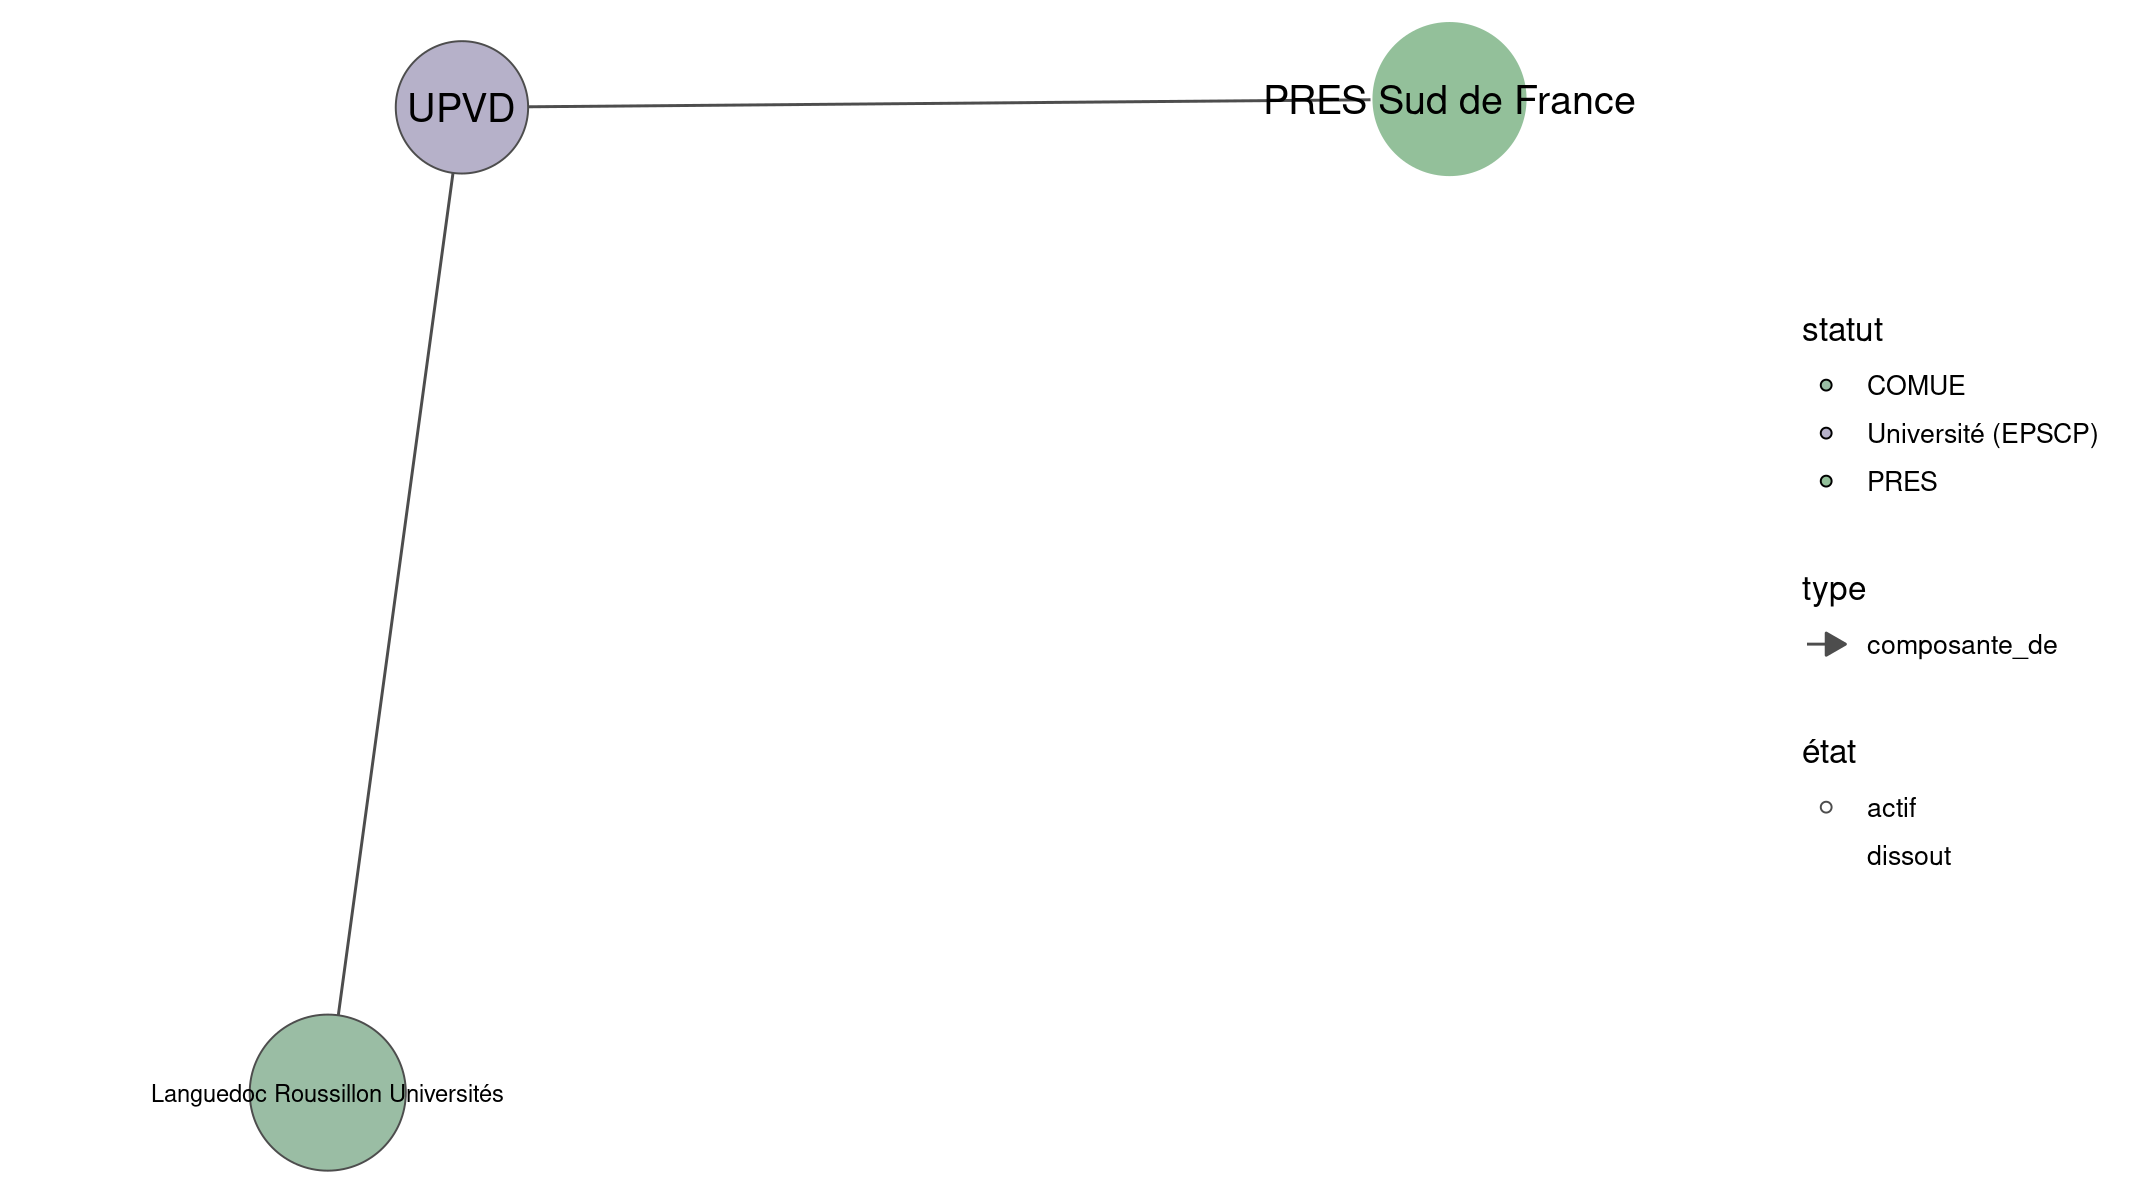 UPVD
PRES Sud de France
Languedoc Roussillon Universités
statut
COMUE
Université (EPSCP)
PRES
type
composante_de
état
actif
dissout